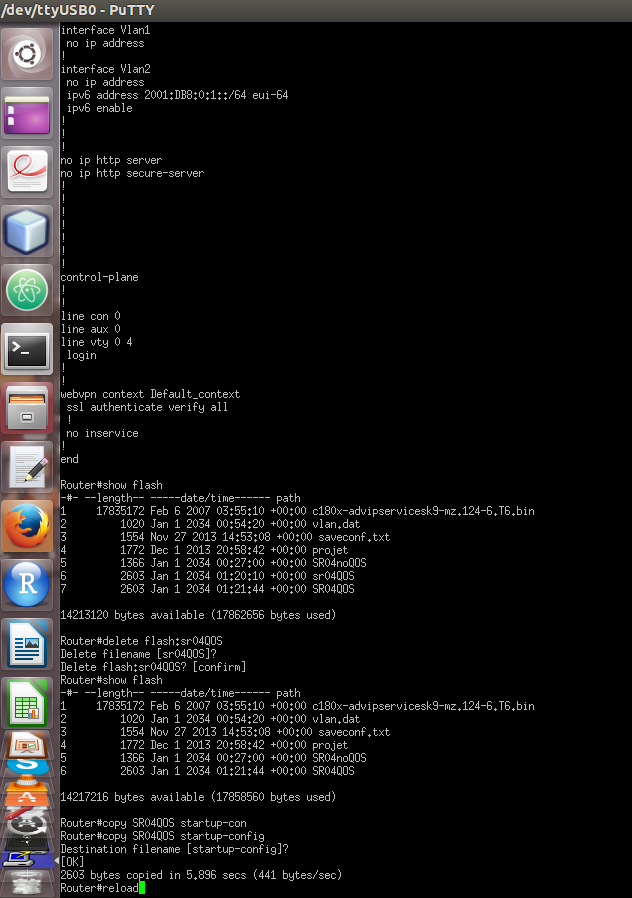 /dev/ttyUSB0 - PuTTY
interface Vlan1
 no ip address
!
interface Vlan2
 no ip address
 ipv6 address 2001:DB8:0:1::/64 eui-64
 ipv6 enable
!
!
!
no ip http server
no ip http secure-server
!
!
!
!
!
!
!
control-plane
!
!
line con 0
line aux 0
line vty 0 4
 login
!
!
webvpn context Default_context
 ssl authenticate verify all
 !
 no inservice
!
end

Router#show flash
-#- --length-- -----date/time------ path
1     17835172 Feb 6 2007 03:55:10 +00:00 c180x-advipservicesk9-mz.124-6.T6.bin
2         1020 Jan 1 2034 00:54:20 +00:00 vlan.dat
3         1554 Nov 27 2013 14:53:08 +00:00 saveconf.txt
4         1772 Dec 1 2013 20:58:42 +00:00 projet
5         1366 Jan 1 2034 00:27:00 +00:00 SR04noQOS
6         2603 Jan 1 2034 01:20:10 +00:00 sr04QOS
7         2603 Jan 1 2034 01:21:44 +00:00 SR04QOS

14213120 bytes available (17862656 bytes used)

Router#delete flash:sr04QOS
Delete filename [sr04QOS]?
Delete flash:sr04QOS? [confirm]
Router#show flash
-#- --length-- -----date/time------ path
1     17835172 Feb 6 2007 03:55:10 +00:00 c180x-advipservicesk9-mz.124-6.T6.bin
2         1020 Jan 1 2034 00:54:20 +00:00 vlan.dat
3         1554 Nov 27 2013 14:53:08 +00:00 saveconf.txt
4         1772 Dec 1 2013 20:58:42 +00:00 projet
5         1366 Jan 1 2034 00:27:00 +00:00 SR04noQOS
6         2603 Jan 1 2034 01:21:44 +00:00 SR04QOS

14217216 bytes available (17858560 bytes used)

Router#copy SR04QOS startup-con
Router#copy SR04QOS startup-config
Destination filename [startup-config]?
[OK]
2603 bytes copied in 5.896 secs (441 bytes/sec)
Router#reload